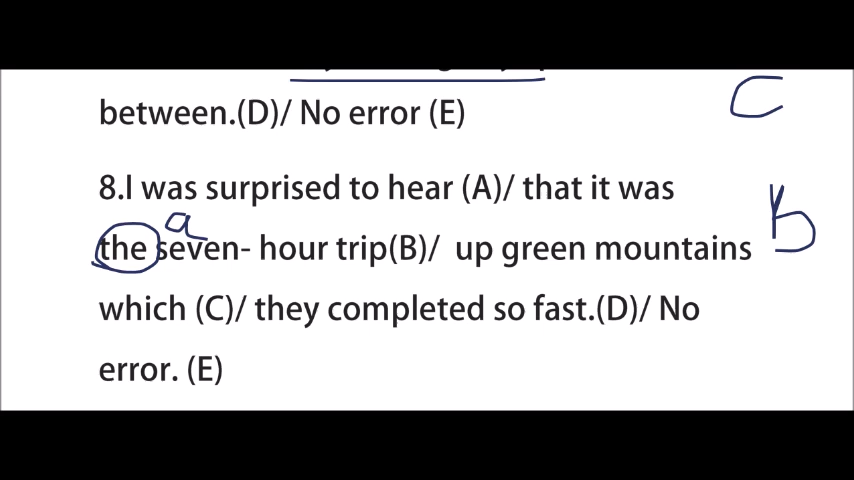 between.(D)/ No error (E)
C
8.I was surprised to hear (A)/ that it was
a
the seven- hour trip(B)/ up green mountains
b
which (C)/ they completed so fast.(D)/ No
error. (E)